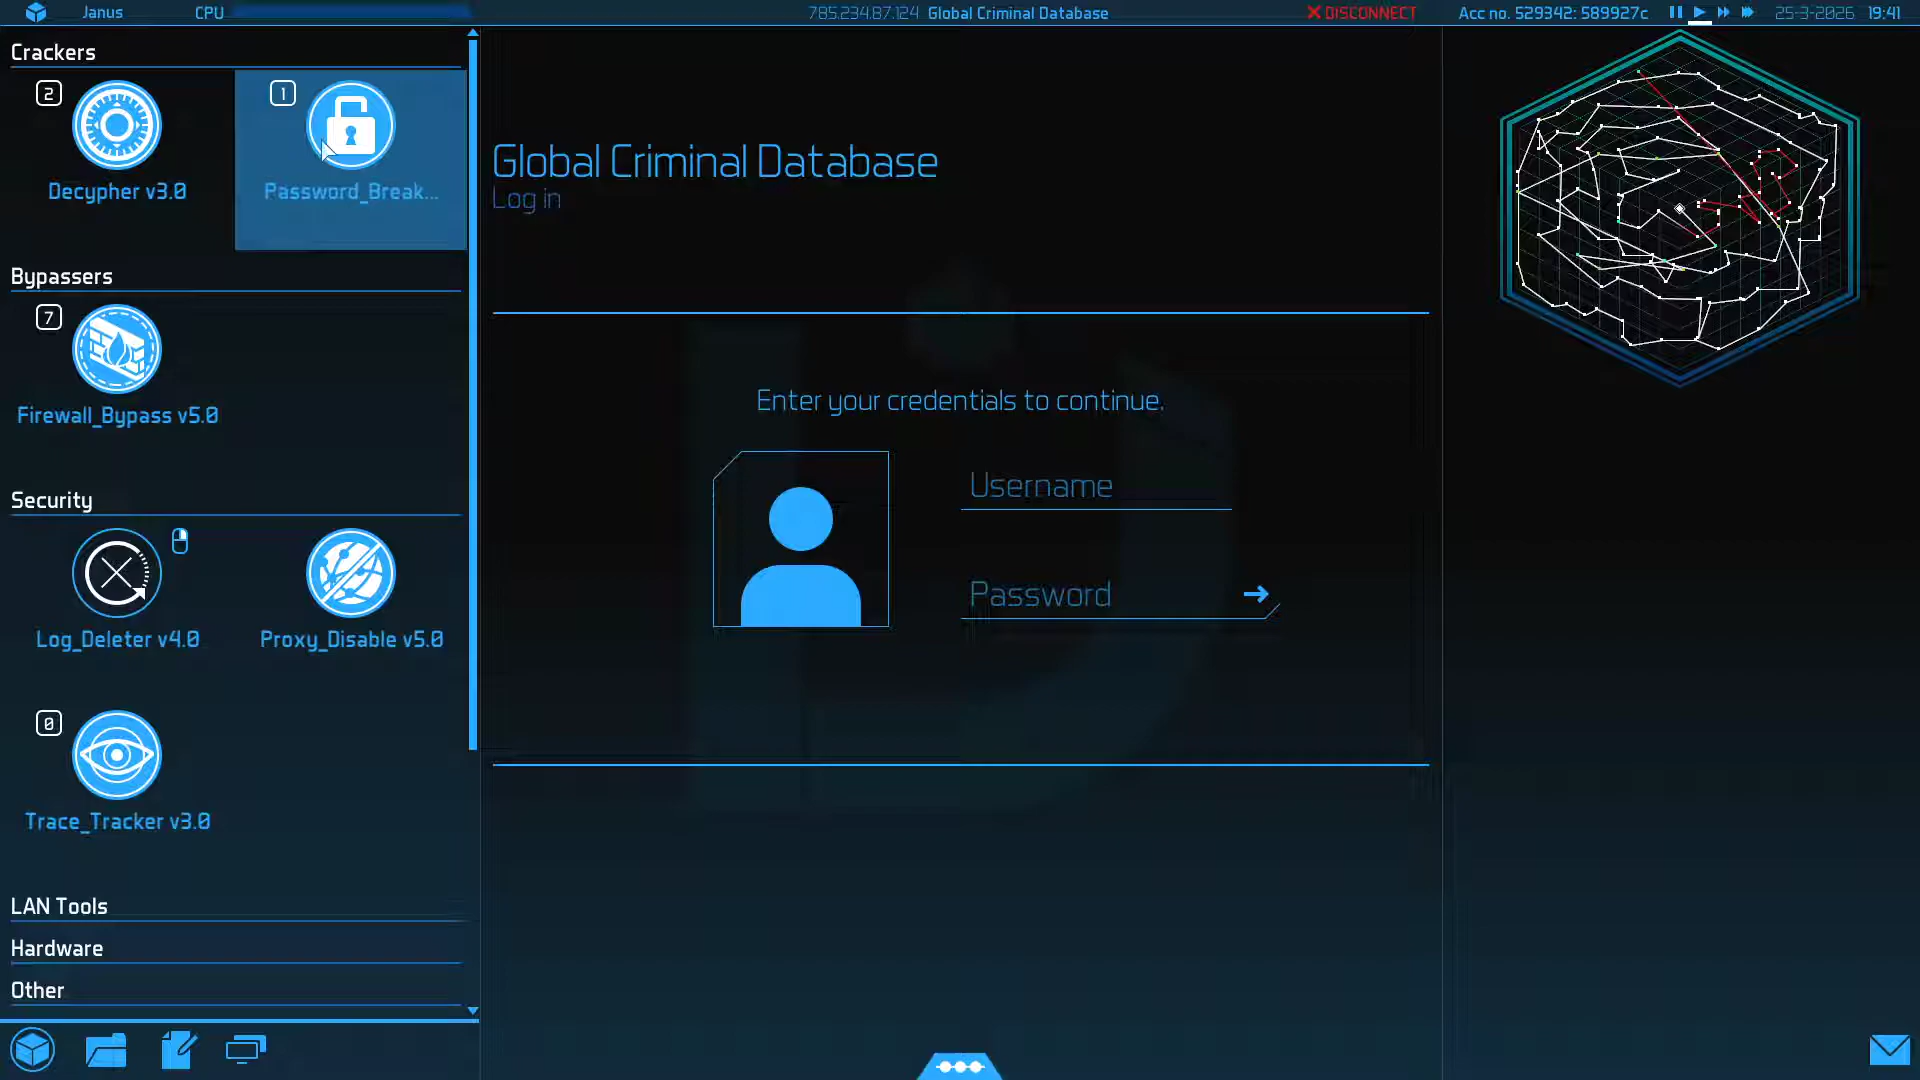 Janus
CPU
785.234.87.124 Global Criminal Database
DISCONNECT
Acc no. 529342: 589927c
25-3-2026 19:41
Crackers
2
Decypher v3.0
1
Password_Break...
Bypassers
7
Firewall_Bypass v5.0
Security
Log_Deleter v4.0
Proxy_Disable v5.0
0
Trace_Tracker v3.0
LAN Tools
Hardware
Other
Global Criminal Database
Log in
Enter your credentials to continue.
Username
Password